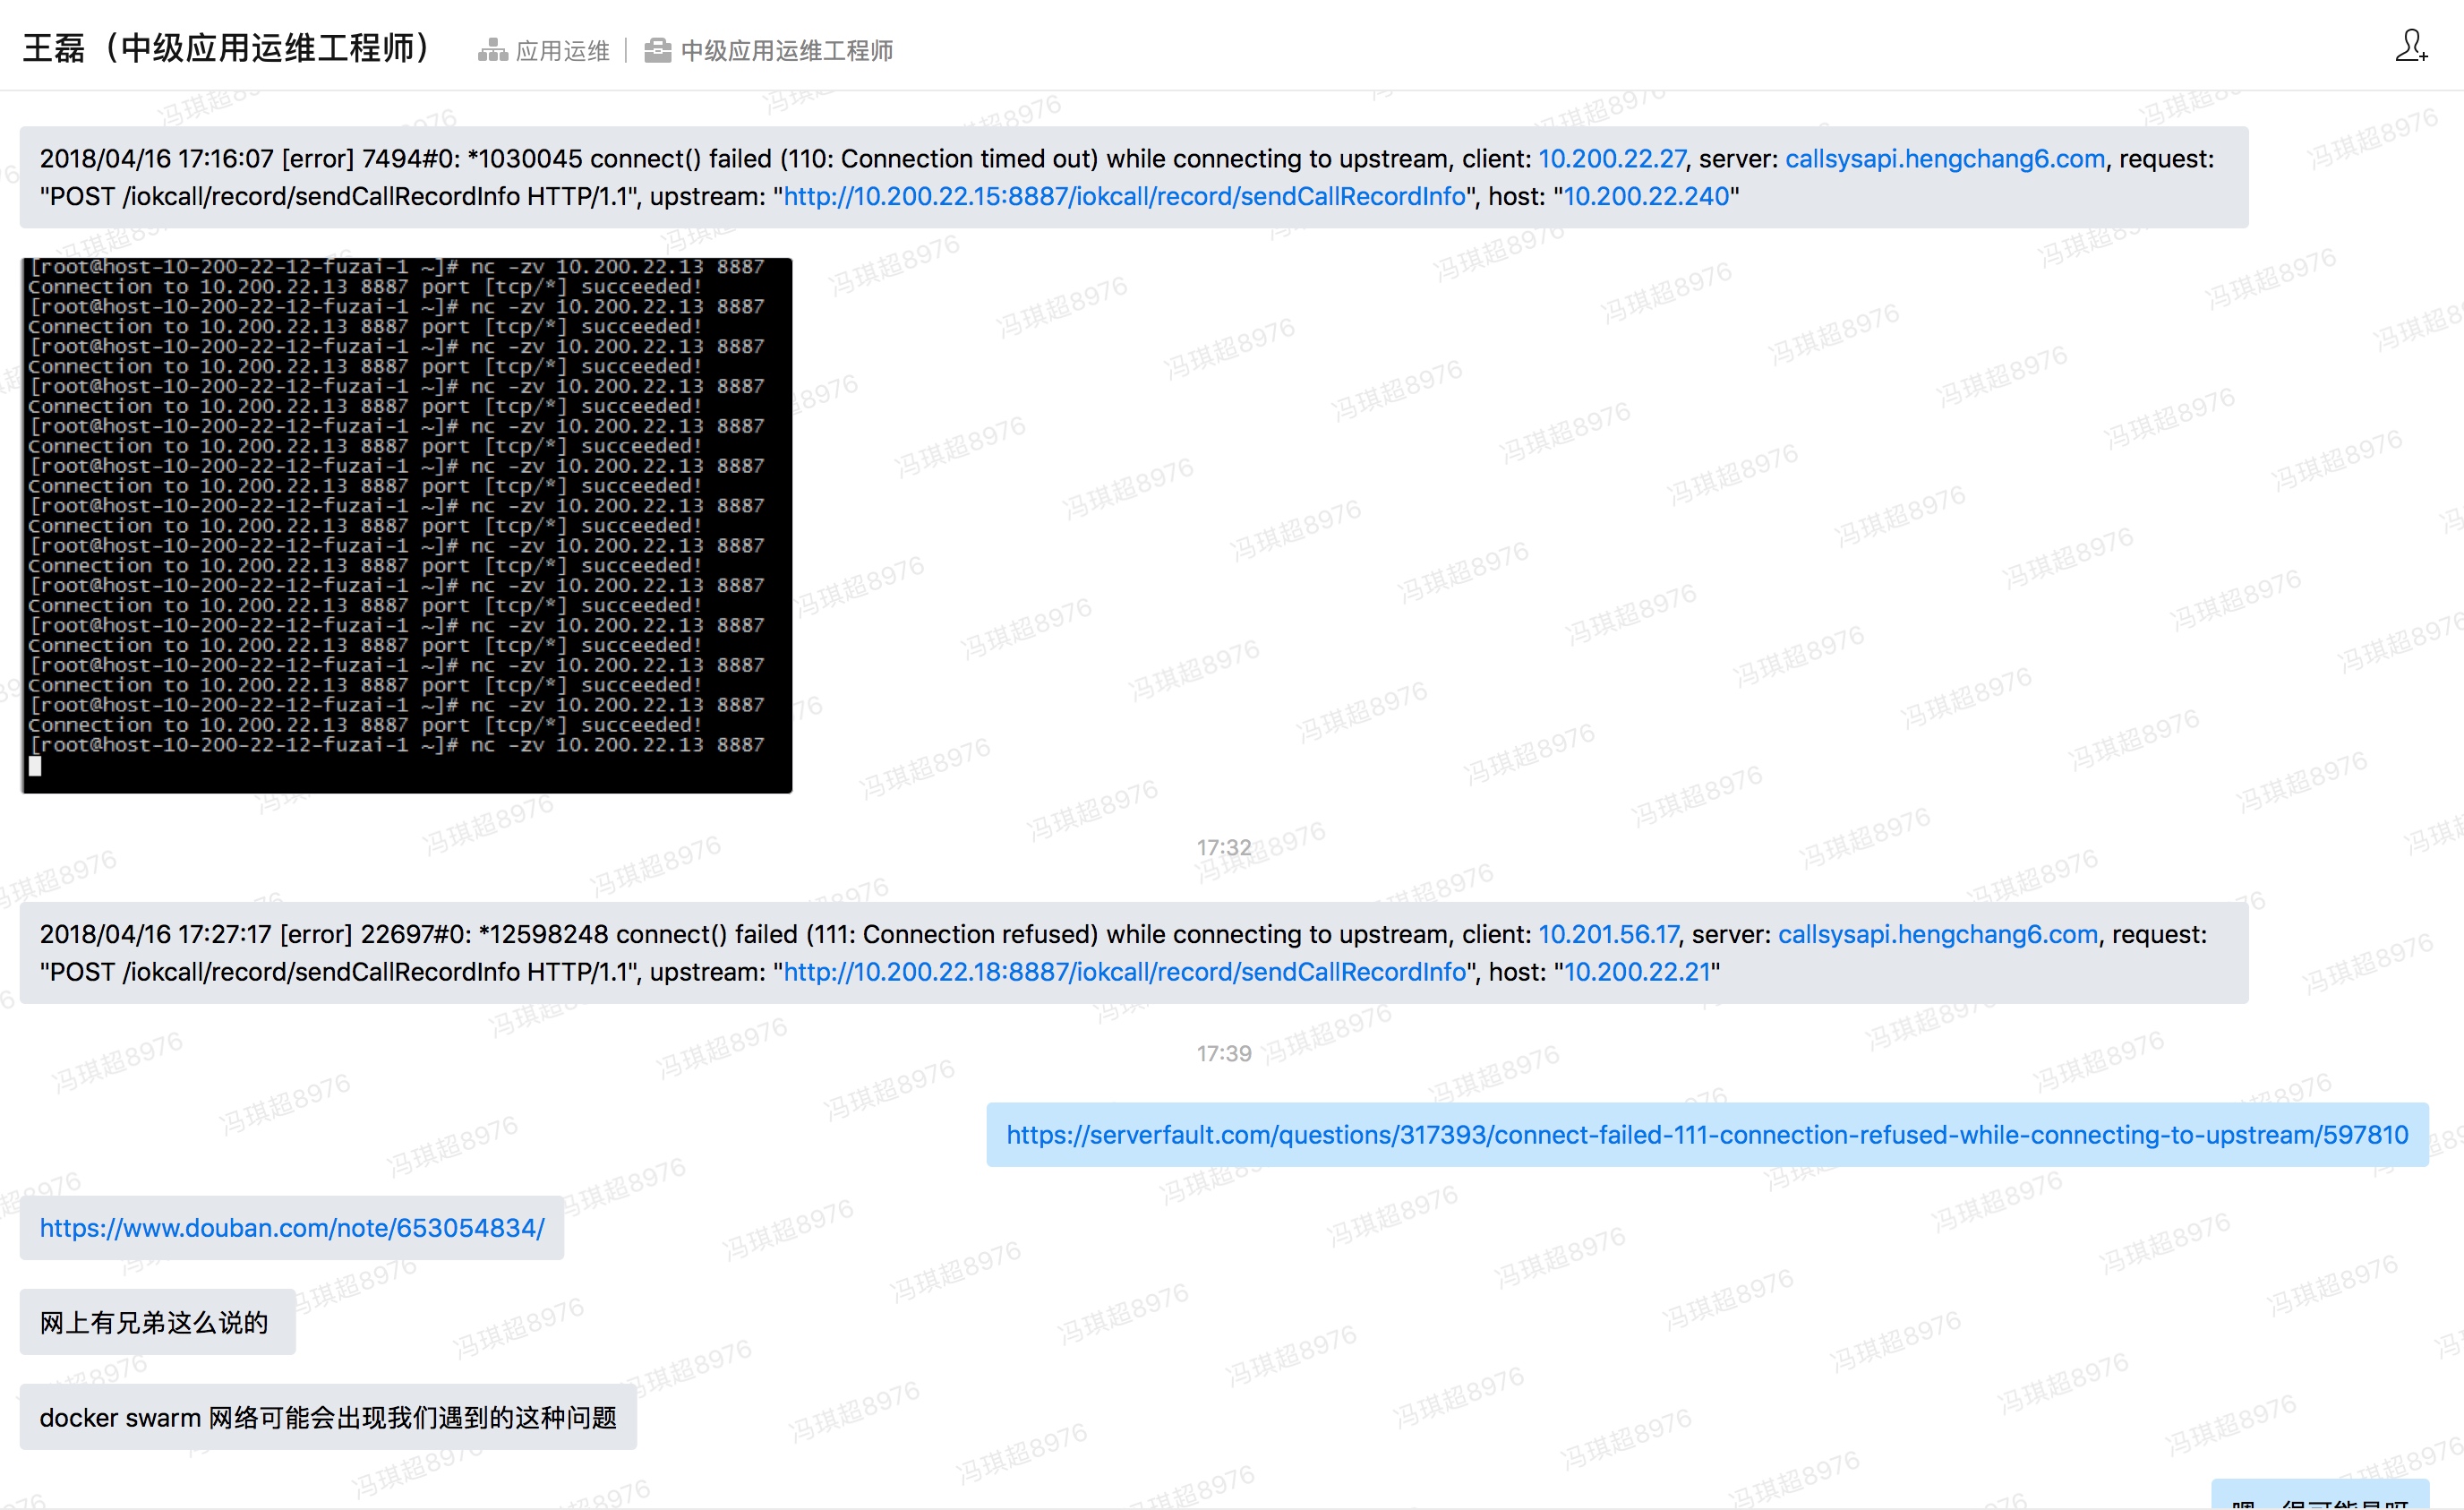 王磊（中级应用运维工程师） 应用运维 | 中级应用运维工程师
2018/04/16 17:16:07 [error] 7494#0: *1030045 connect() failed (110: Connection timed out) while connecting to upstream, client: 10.200.22.27, server: callsysapi.hengchang6.com, request:
"POST /iokcall/record/sendCallRecordInfo HTTP/1.1", upstream: "http://10.200.22.15:8887/iokcall/record/sendCallRecordInfo", host: "10.200.22.240"
[root@host-10-200-22-12-fuzai-1 ~]# nc -zv 10.200.22.13 8887
Connection to 10.200.22.13 8887 port [tcp/*] succeeded!
[root@host-10-200-22-12-fuzai-1 ~]# nc -zv 10.200.22.13 8887
Connection to 10.200.22.13 8887 port [tcp/*] succeeded!
[root@host-10-200-22-12-fuzai-1 ~]# nc -zv 10.200.22.13 8887
Connection to 10.200.22.13 8887 port [tcp/*] succeeded!
[root@host-10-200-22-12-fuzai-1 ~]# nc -zv 10.200.22.13 8887
Connection to 10.200.22.13 8887 port [tcp/*] succeeded!
[root@host-10-200-22-12-fuzai-1 ~]# nc -zv 10.200.22.13 8887
Connection to 10.200.22.13 8887 port [tcp/*] succeeded!
[root@host-10-200-22-12-fuzai-1 ~]# nc -zv 10.200.22.13 8887
Connection to 10.200.22.13 8887 port [tcp/*] succeeded!
[root@host-10-200-22-12-fuzai-1 ~]# nc -zv 10.200.22.13 8887
Connection to 10.200.22.13 8887 port [tcp/*] succeeded!
[root@host-10-200-22-12-fuzai-1 ~]# nc -zv 10.200.22.13 8887
Connection to 10.200.22.13 8887 port [tcp/*] succeeded!
[root@host-10-200-22-12-fuzai-1 ~]# nc -zv 10.200.22.13 8887
Connection to 10.200.22.13 8887 port [tcp/*] succeeded!
[root@host-10-200-22-12-fuzai-1 ~]# nc -zv 10.200.22.13 8887
Connection to 10.200.22.13 8887 port [tcp/*] succeeded!
[root@host-10-200-22-12-fuzai-1 ~]# nc -zv 10.200.22.13 8887
Connection to 10.200.22.13 8887 port [tcp/*] succeeded!
[root@host-10-200-22-12-fuzai-1 ~]# nc -zv 10.200.22.13 8887
Connection to 10.200.22.13 8887 port [tcp/*] succeeded!
[root@host-10-200-22-12-fuzai-1 ~]# nc -zv 10.200.22.13 8887
17:32
2018/04/16 17:27:17 [error] 22697#0: *12598248 connect() failed (111: Connection refused) while connecting to upstream, client: 10.201.56.17, server: callsysapi.hengchang6.com, request:
"POST /iokcall/record/sendCallRecordInfo HTTP/1.1", upstream: "http://10.200.22.18:8887/iokcall/record/sendCallRecordInfo", host: "10.200.22.21"
17:39
https://serverfault.com/questions/317393/connect-failed-111-connection-refused-while-connecting-to-upstream/597810
https://www.douban.com/note/653054834/
网上有兄弟这么说的
docker swarm 网络可能会出现我们遇到的这种问题
冯琪超8976